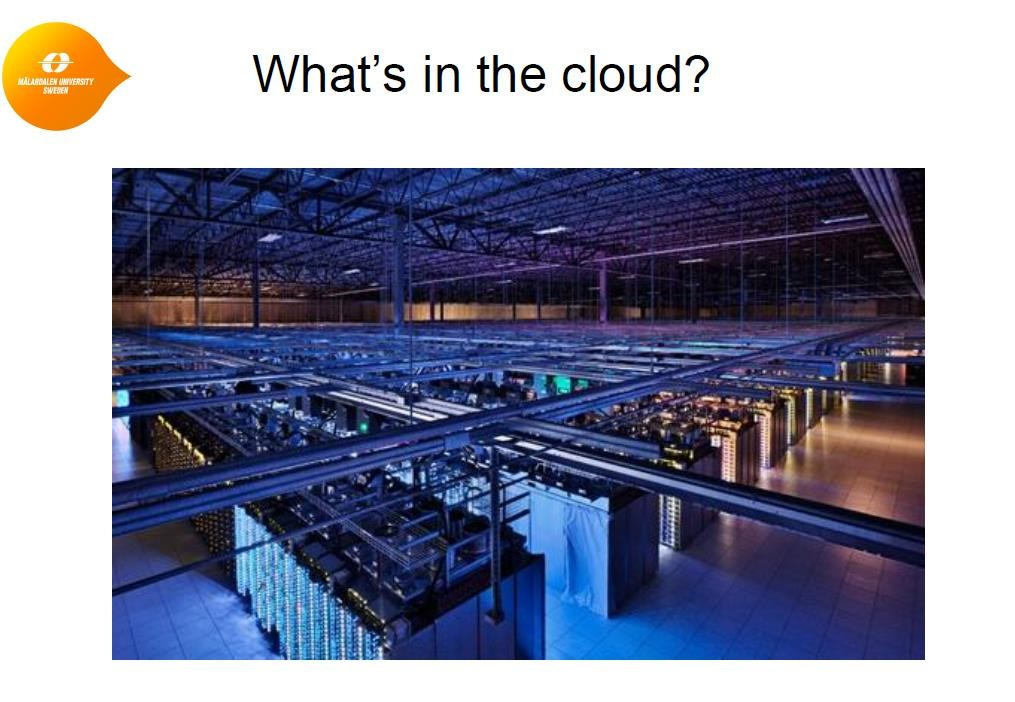 MÄLARDALEN UNIVERSITY
SWEDEN
What's in the cloud?